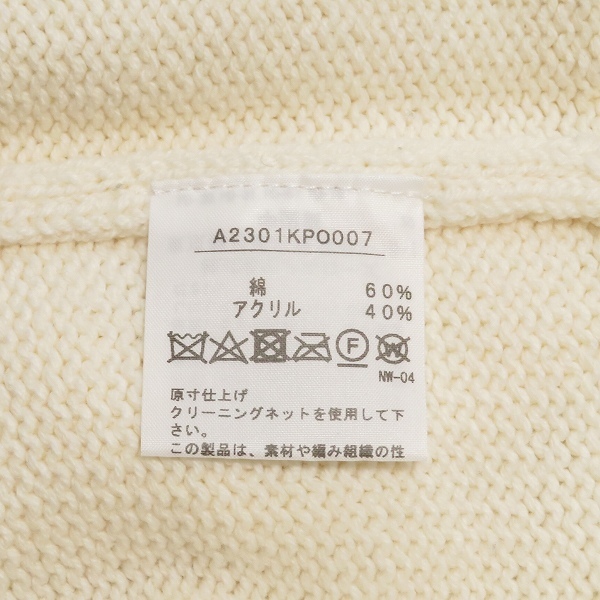 A2301KPO007
綿 60%
アクリル 40%
F W
NW-04
原寸仕上げ
クリーニングネットを使用して下
さい。
この製品は、素材や編み組織の性